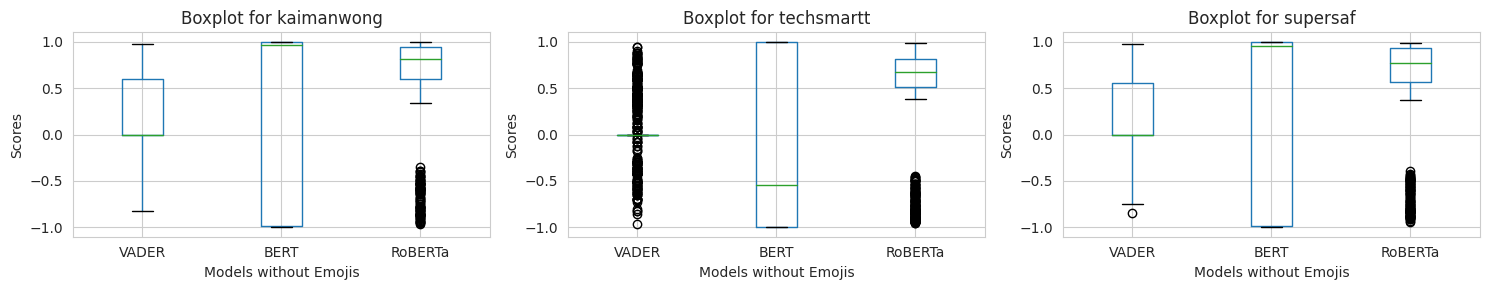 Boxplot for kaimanwong
1.0
0.5
0.0
−0.5
−1.0
Scores
VADER
BERT
RoBERTa
Models without Emojis
Boxplot for techsmartt
1.0
0.5
0.0
−0.5
−1.0
Scores
VADER
BERT
RoBERTa
Models without Emojis
Boxplot for supersaf
1.0
0.5
0.0
−0.5
−1.0
Scores
VADER
BERT
RoBERTa
Models without Emojis